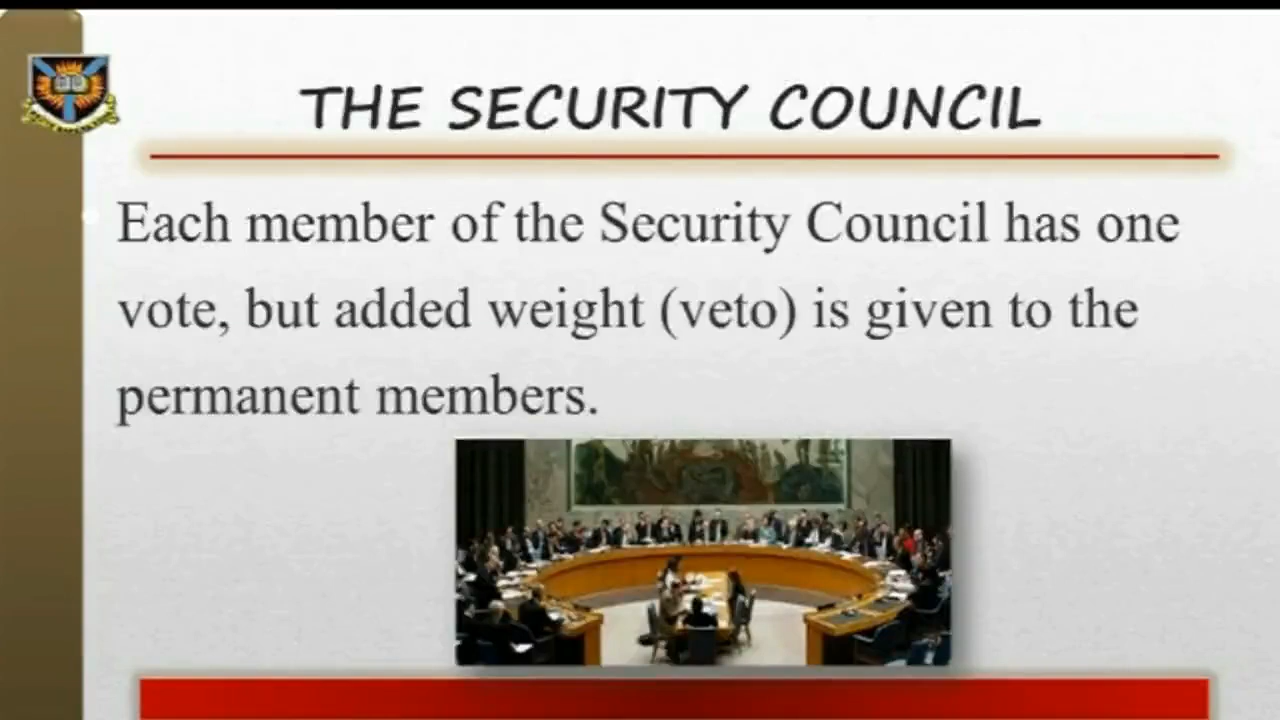 THE SECURITY COUNCIL
Each member of the Security Council has one
vote, but added weight (veto) is given to the
permanent members.